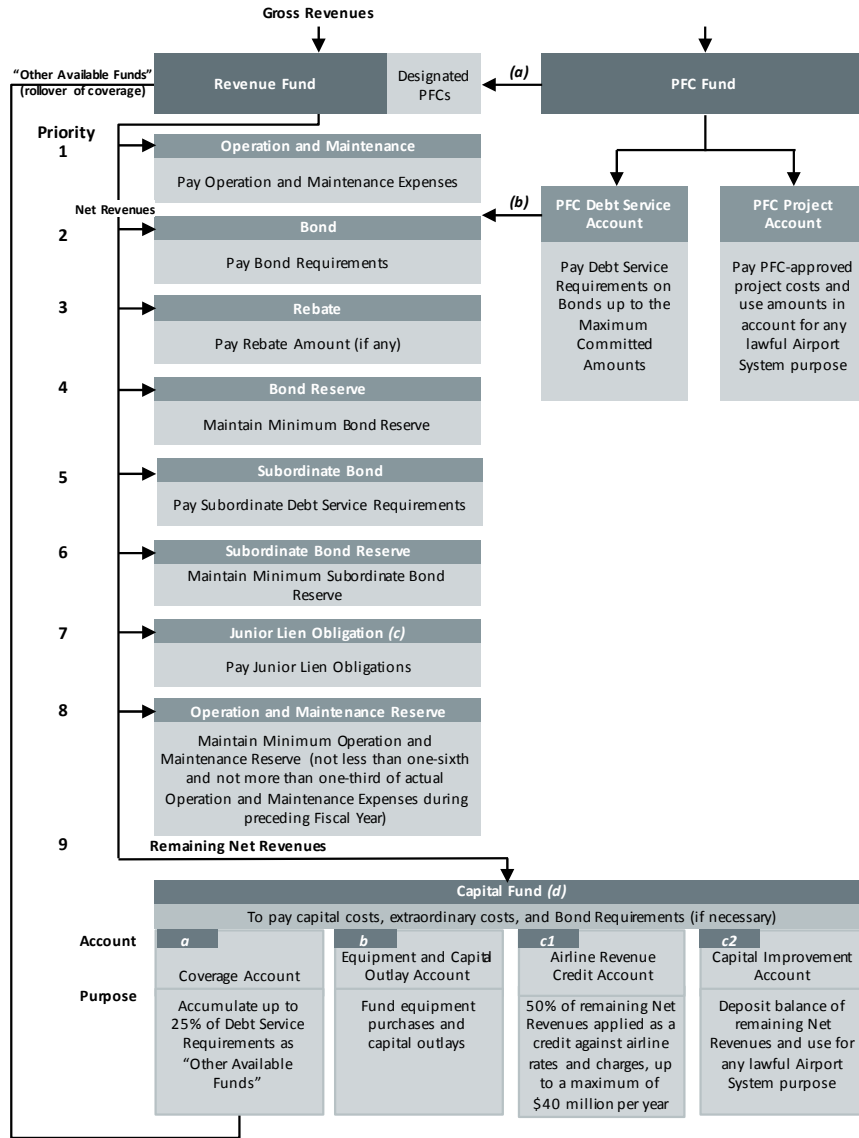 Gross Revenues
"Other Available Funds"
(rollover of coverage)
Revenue Fund
Designated
PFCs
(a)
PFC Fund
Priority
1
Operation and Maintenance
Pay Operation and Maintenance Expenses
Net Revenues
2
Bond
Pay Bond Requirements
(b)
PFC Debt Service
Account
Pay Debt Service
Requirements on
Bonds up to the
Maximum
Committed
Amounts
PFC Project
Account
Pay PFC-approved
project costs and
use amounts in
account for any
lawful Airport
System purpose
3
Rebate
Pay Rebate Amount (if any)
4
Bond Reserve
Maintain Minimum Bond Reserve
5
Subordinate Bond
Pay Subordinate Debt Service Requirements
6
Subordinate Bond Reserve
Maintain Minimum Subordinate Bond
Reserve
7
Junior Lien Obligation (c)
Pay Junior Lien Obligations
8
Operation and Maintenance Reserve
Maintain Minimum Operation and
Maintenance Reserve (not less than one-sixth
and not more than one-third of actual
Operation and Maintenance Expenses during
preceding Fiscal Year)
9
Remaining Net Revenues
Capital Fund (d)
To pay capital costs, extraordinary costs, and Bond Requirements (if necessary)
Account
a
Coverage Account
b
Equipment and Capital
Outlay Account
c1
Airline Revenue
Credit Account
c2
Capital Improvement
Account
Purpose
Accumulate up to
25% of Debt Service
Requirements as
"Other Available
Funds"
Fund equipment
purchases and
capital outlays
50% of remaining Net
Revenues applied as a
credit against airline
rates and charges, up
to a maximum of
$40 million per year
Deposit balance of
remaining Net
Revenues and use for
any lawful Airport
System purpose